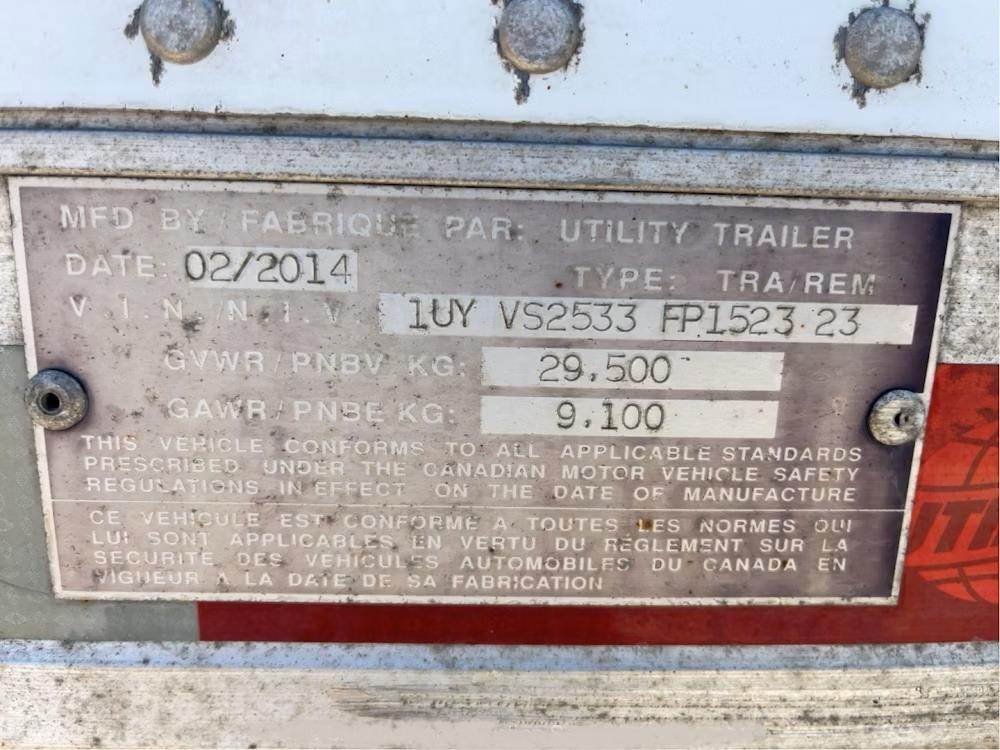 MFD BY / FABRIQUE PAR: UTILITY TRAILER
DATE: 02/2014 TYPE: TRA/REM
V.I.N./N.I.V. 1UY VS2533 FP1523 23
GVWR/PNBV KG: 29,500
GAWR/PNBE KG: 9,100
THIS VEHICLE CONFORMS TO ALL APPLICABLE STANDARDS
PRESCRIBED UNDER THE CANADIAN MOTOR VEHICLE SAFETY
REGULATIONS IN EFFECT ON THE DATE OF MANUFACTURE
CE VEHICULE EST CONFORME A TOUTES LES NORMES QUI
LUI SONT APPLICABLES EN VERTU DU REGLEMENT SUR LA
SECURITE DES VEHICULES AUTOMOBILES DU CANADA EN
VIGUEUR A LA DATE DE SA FABRICATION